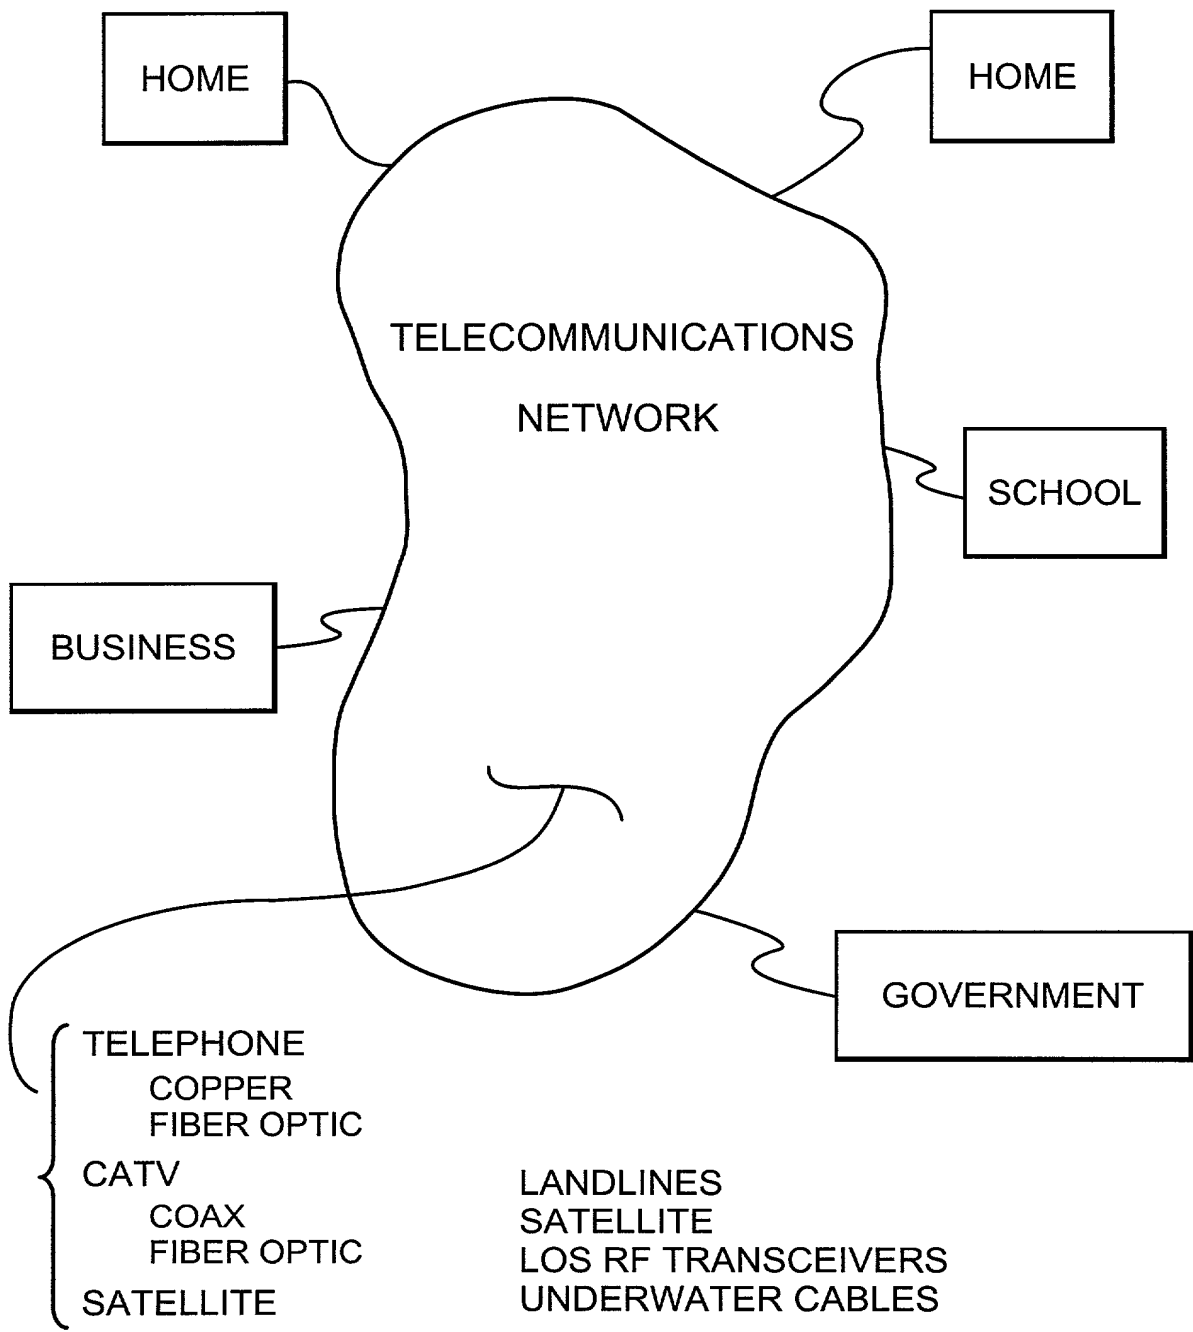 HOME
HOME
TELECOMMUNICATIONS
NETWORK
SCHOOL
BUSINESS
GOVERNMENT
TELEPHONE
COPPER
FIBER OPTIC
CATV
COAX
FIBER OPTIC
SATELLITE
LANDLINES
SATELLITE
LOS RF TRANSCEIVERS
UNDERWATER CABLES